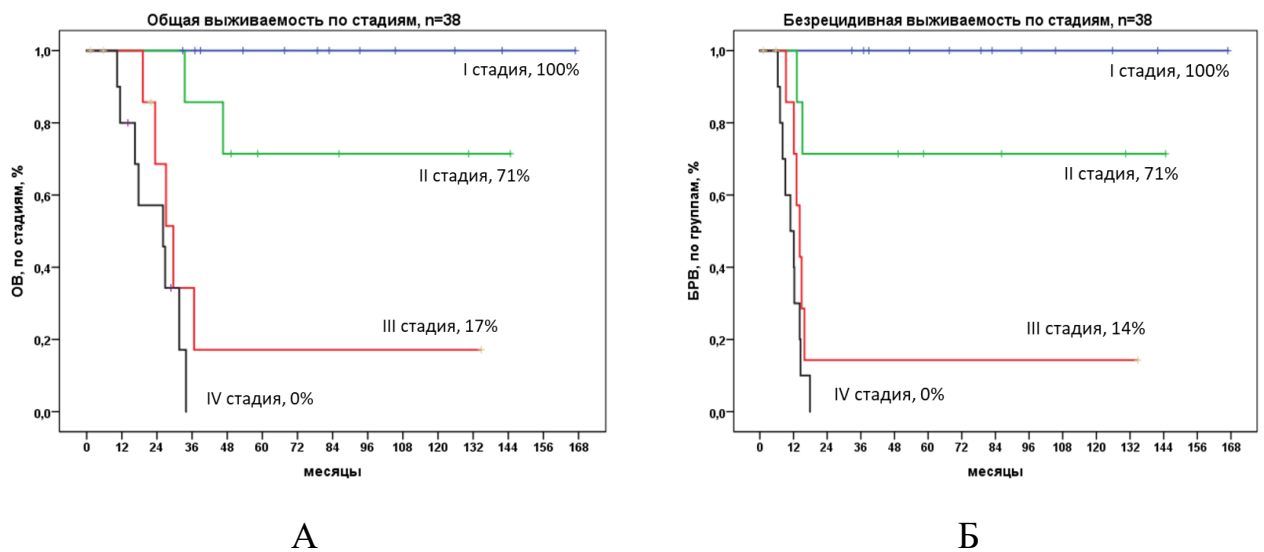 Общая выживаемость по стадиям, n=38
ОВ, по стадиям, %
1,0
0,8
0,6
0,4
0,2
0,0
I стадия, 100%
II стадия, 71%
III стадия, 17%
IV стадия, 0%
0 12 24 36 48 60 72 84 96 108 120 132 144 156 168
месяцы
А
Безрецидивная выживаемость по стадиям, n=38
БРВ, по группам, %
1,0
0,8
0,6
0,4
0,2
0,0
I стадия, 100%
II стадия, 71%
III стадия, 14%
IV стадия, 0%
0 12 24 36 48 60 72 84 96 108 120 132 144 156 168
месяцы
Б